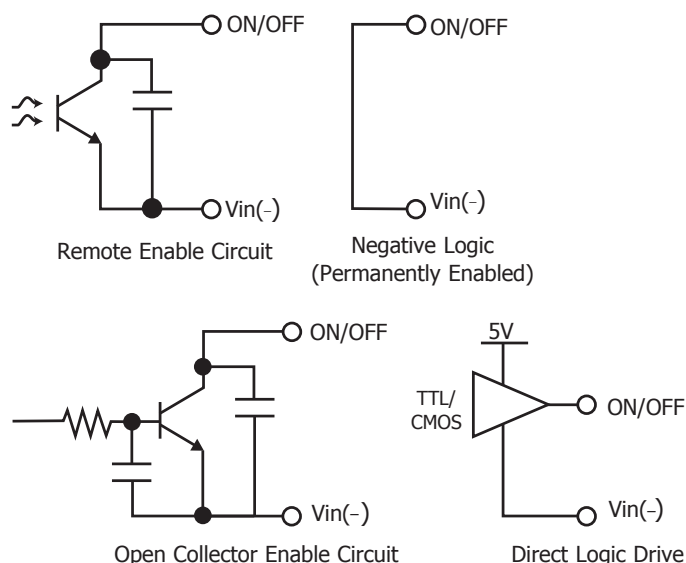 ON/OFF
Vin(–)
Remote Enable Circuit
ON/OFF
Vin(–)
Negative Logic
(Permanently Enabled)
ON/OFF
Vin(–)
Open Collector Enable Circuit
5V
TTL/
CMOS
ON/OFF
Vin(–)
Direct Logic Drive